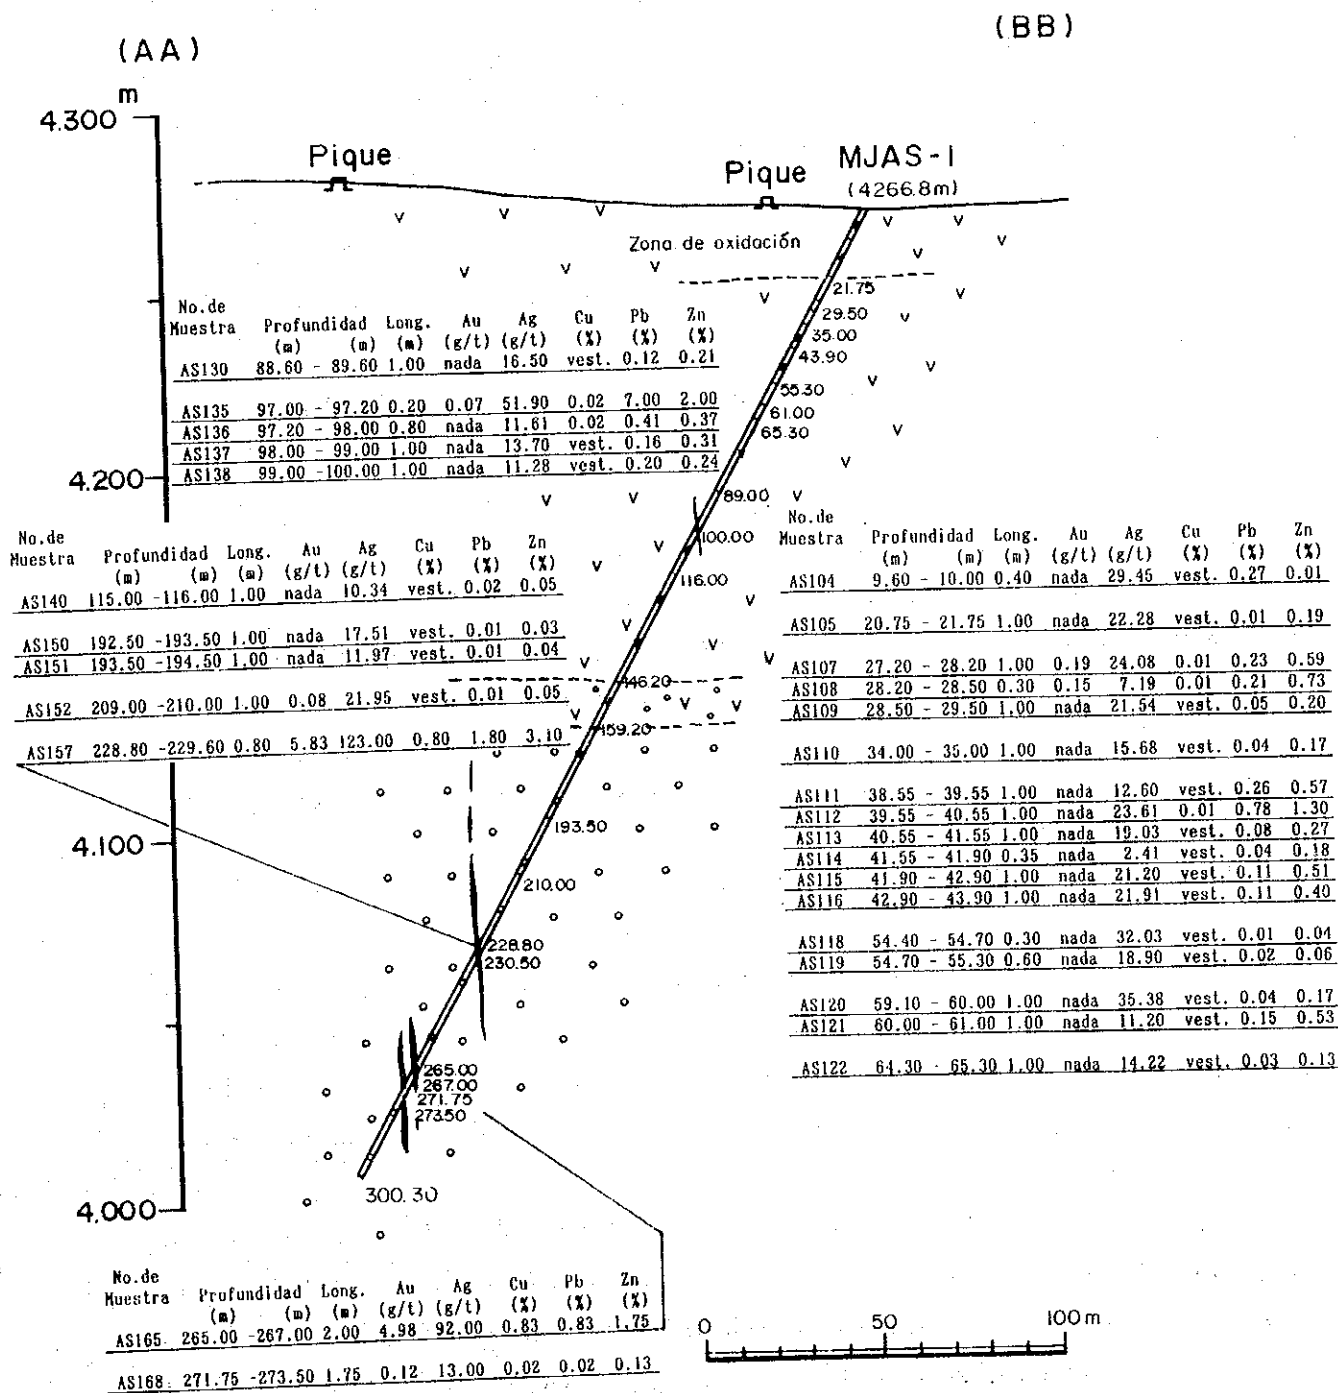 (AA)
(BB)
m
4.300
Pique
Pique
MJAS-1
(4266.8m)
Zona de oxidación
21.75
29.50
35.00
43.90
55.30
61.00
65.30
No.de
Muestra Profundidad Long. Au Ag Cu Pb Zn
(m) (m) (m) (g/t) (g/t) (%) (%) (%)
AS130 88.60 - 89.60 1.00 nada 16.50 vest. 0.12 0.21
AS135 97.00 - 97.20 0.20 0.07 51.90 0.02 7.00 2.00
AS136 97.20 - 98.00 0.80 nada 11.61 0.02 0.41 0.37
AS137 98.00 - 99.00 1.00 nada 13.70 vest. 0.16 0.31
AS138 99.00 -100.00 1.00 nada 11.28 vest. 0.20 0.24
4.200
89.00
100.00
116.00
146.20
159.20
193.50
210.00
228.80
230.50
265.00
267.00
271.75
273.50
300.30
No.de
Muestra Profundidad Long. Au Ag Cu Pb Zn
(m) (m) (m) (g/t) (g/t) (%) (%) (%)
AS140 115.00 -116.00 1.00 nada 10.34 vest. 0.02 0.05
AS150 192.50 -193.50 1.00 nada 17.51 vest. 0.01 0.03
AS151 193.50 -194.50 1.00 nada 11.97 vest. 0.01 0.04
AS152 209.00 -210.00 1.00 0.08 21.95 vest. 0.01 0.05
AS157 228.80 -229.60 0.80 5.83 123.00 0.80 1.80 3.10
No.de
Muestra Profundidad Long. Au Ag Cu Pb Zn
(m) (m) (m) (g/t) (g/t) (%) (%) (%)
AS104 9.60 - 10.00 0.40 nada 29.45 vest. 0.27 0.01
AS105 20.75 - 21.75 1.00 nada 22.28 vest. 0.01 0.19
AS107 27.20 - 28.20 1.00 0.19 24.08 0.01 0.23 0.59
AS108 28.20 - 28.50 0.30 0.15 7.19 0.01 0.21 0.73
AS109 28.50 - 29.50 1.00 nada 21.54 vest. 0.05 0.20
AS110 34.00 - 35.00 1.00 nada 15.68 vest. 0.04 0.17
AS111 38.55 - 39.55 1.00 nada 12.60 vest. 0.26 0.57
AS112 39.55 - 40.55 1.00 nada 23.61 0.01 0.78 1.30
AS113 40.55 - 41.55 1.00 nada 19.03 vest. 0.08 0.27
AS114 41.55 - 41.90 0.35 nada 2.41 vest. 0.04 0.18
AS115 41.90 - 42.90 1.00 nada 21.20 vest. 0.11 0.51
AS116 42.90 - 43.90 1.00 nada 21.91 vest. 0.11 0.40
AS118 54.40 - 54.70 0.30 nada 32.03 vest. 0.01 0.04
AS119 54.70 - 55.30 0.60 nada 18.90 vest. 0.02 0.06
AS120 59.10 - 60.00 1.00 nada 35.38 vest. 0.04 0.17
AS121 60.00 - 61.00 1.00 nada 11.20 vest. 0.15 0.53
AS122 64.30 - 65.30 1.00 nada 14.22 vest. 0.03 0.13
4.100
4.000
No.de
Muestra Profundidad Long. Au Ag Cu Pb Zn
(m) (m) (m) (g/t) (g/t) (%) (%) (%)
AS165 265.00 -267.00 2.00 4.98 92.00 0.83 0.83 1.75
AS168 271.75 -273.50 1.75 0.12 13.00 0.02 0.02 0.13
0 50 100 m